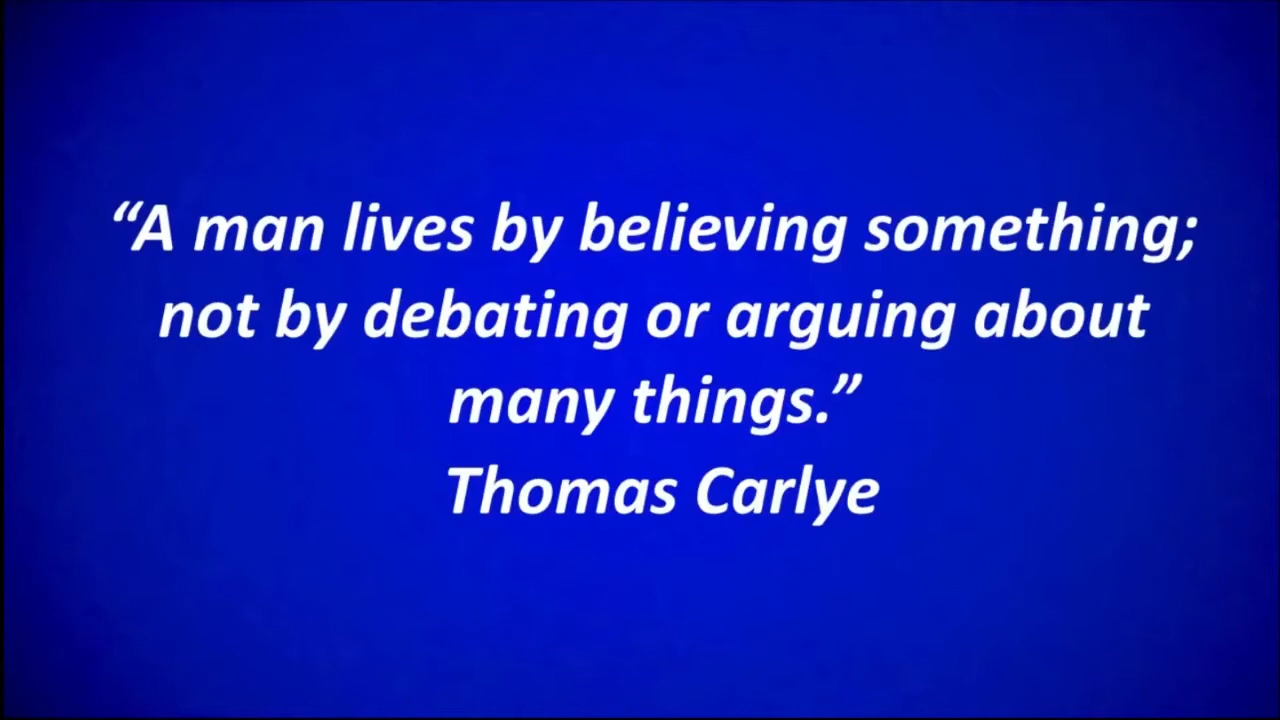 “A man lives by believing something;
not by debating or arguing about
many things.”
Thomas Carlye